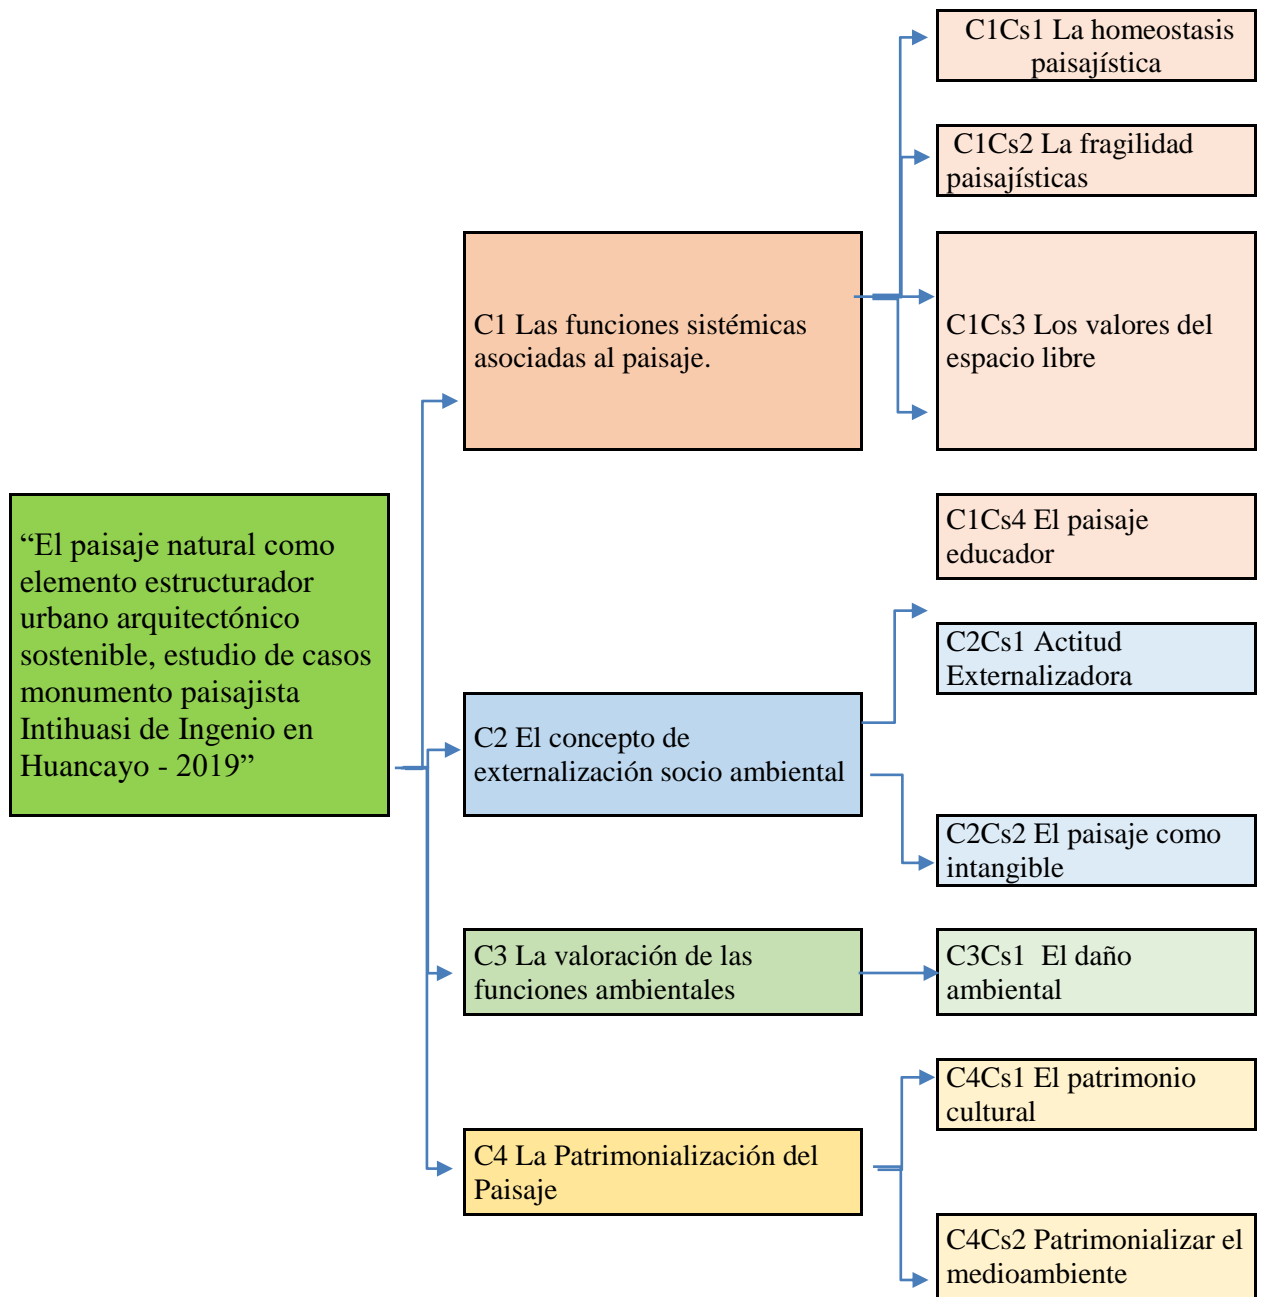 “El paisaje natural como
elemento estructurador
urbano arquitectónico
sostenible, estudio de casos
monumento paisajista
Intihuasi de Ingenio en
Huancayo - 2019”
C1 Las funciones sistémicas
asociadas al paisaje.
C1Cs1 La homeostasis
paisajística
C1Cs2 La fragilidad
paisajísticas
C1Cs3 Los valores del
espacio libre
C1Cs4 El paisaje
educador
C2 El concepto de
externalización socio ambiental
C2Cs1 Actitud
Externalizadora
C2Cs2 El paisaje como
intangible
C3 La valoración de las
funciones ambientales
C3Cs1 El daño
ambiental
C4 La Patrimonialización del
Paisaje
C4Cs1 El patrimonio
cultural
C4Cs2 Patrimonializar el
medioambiente